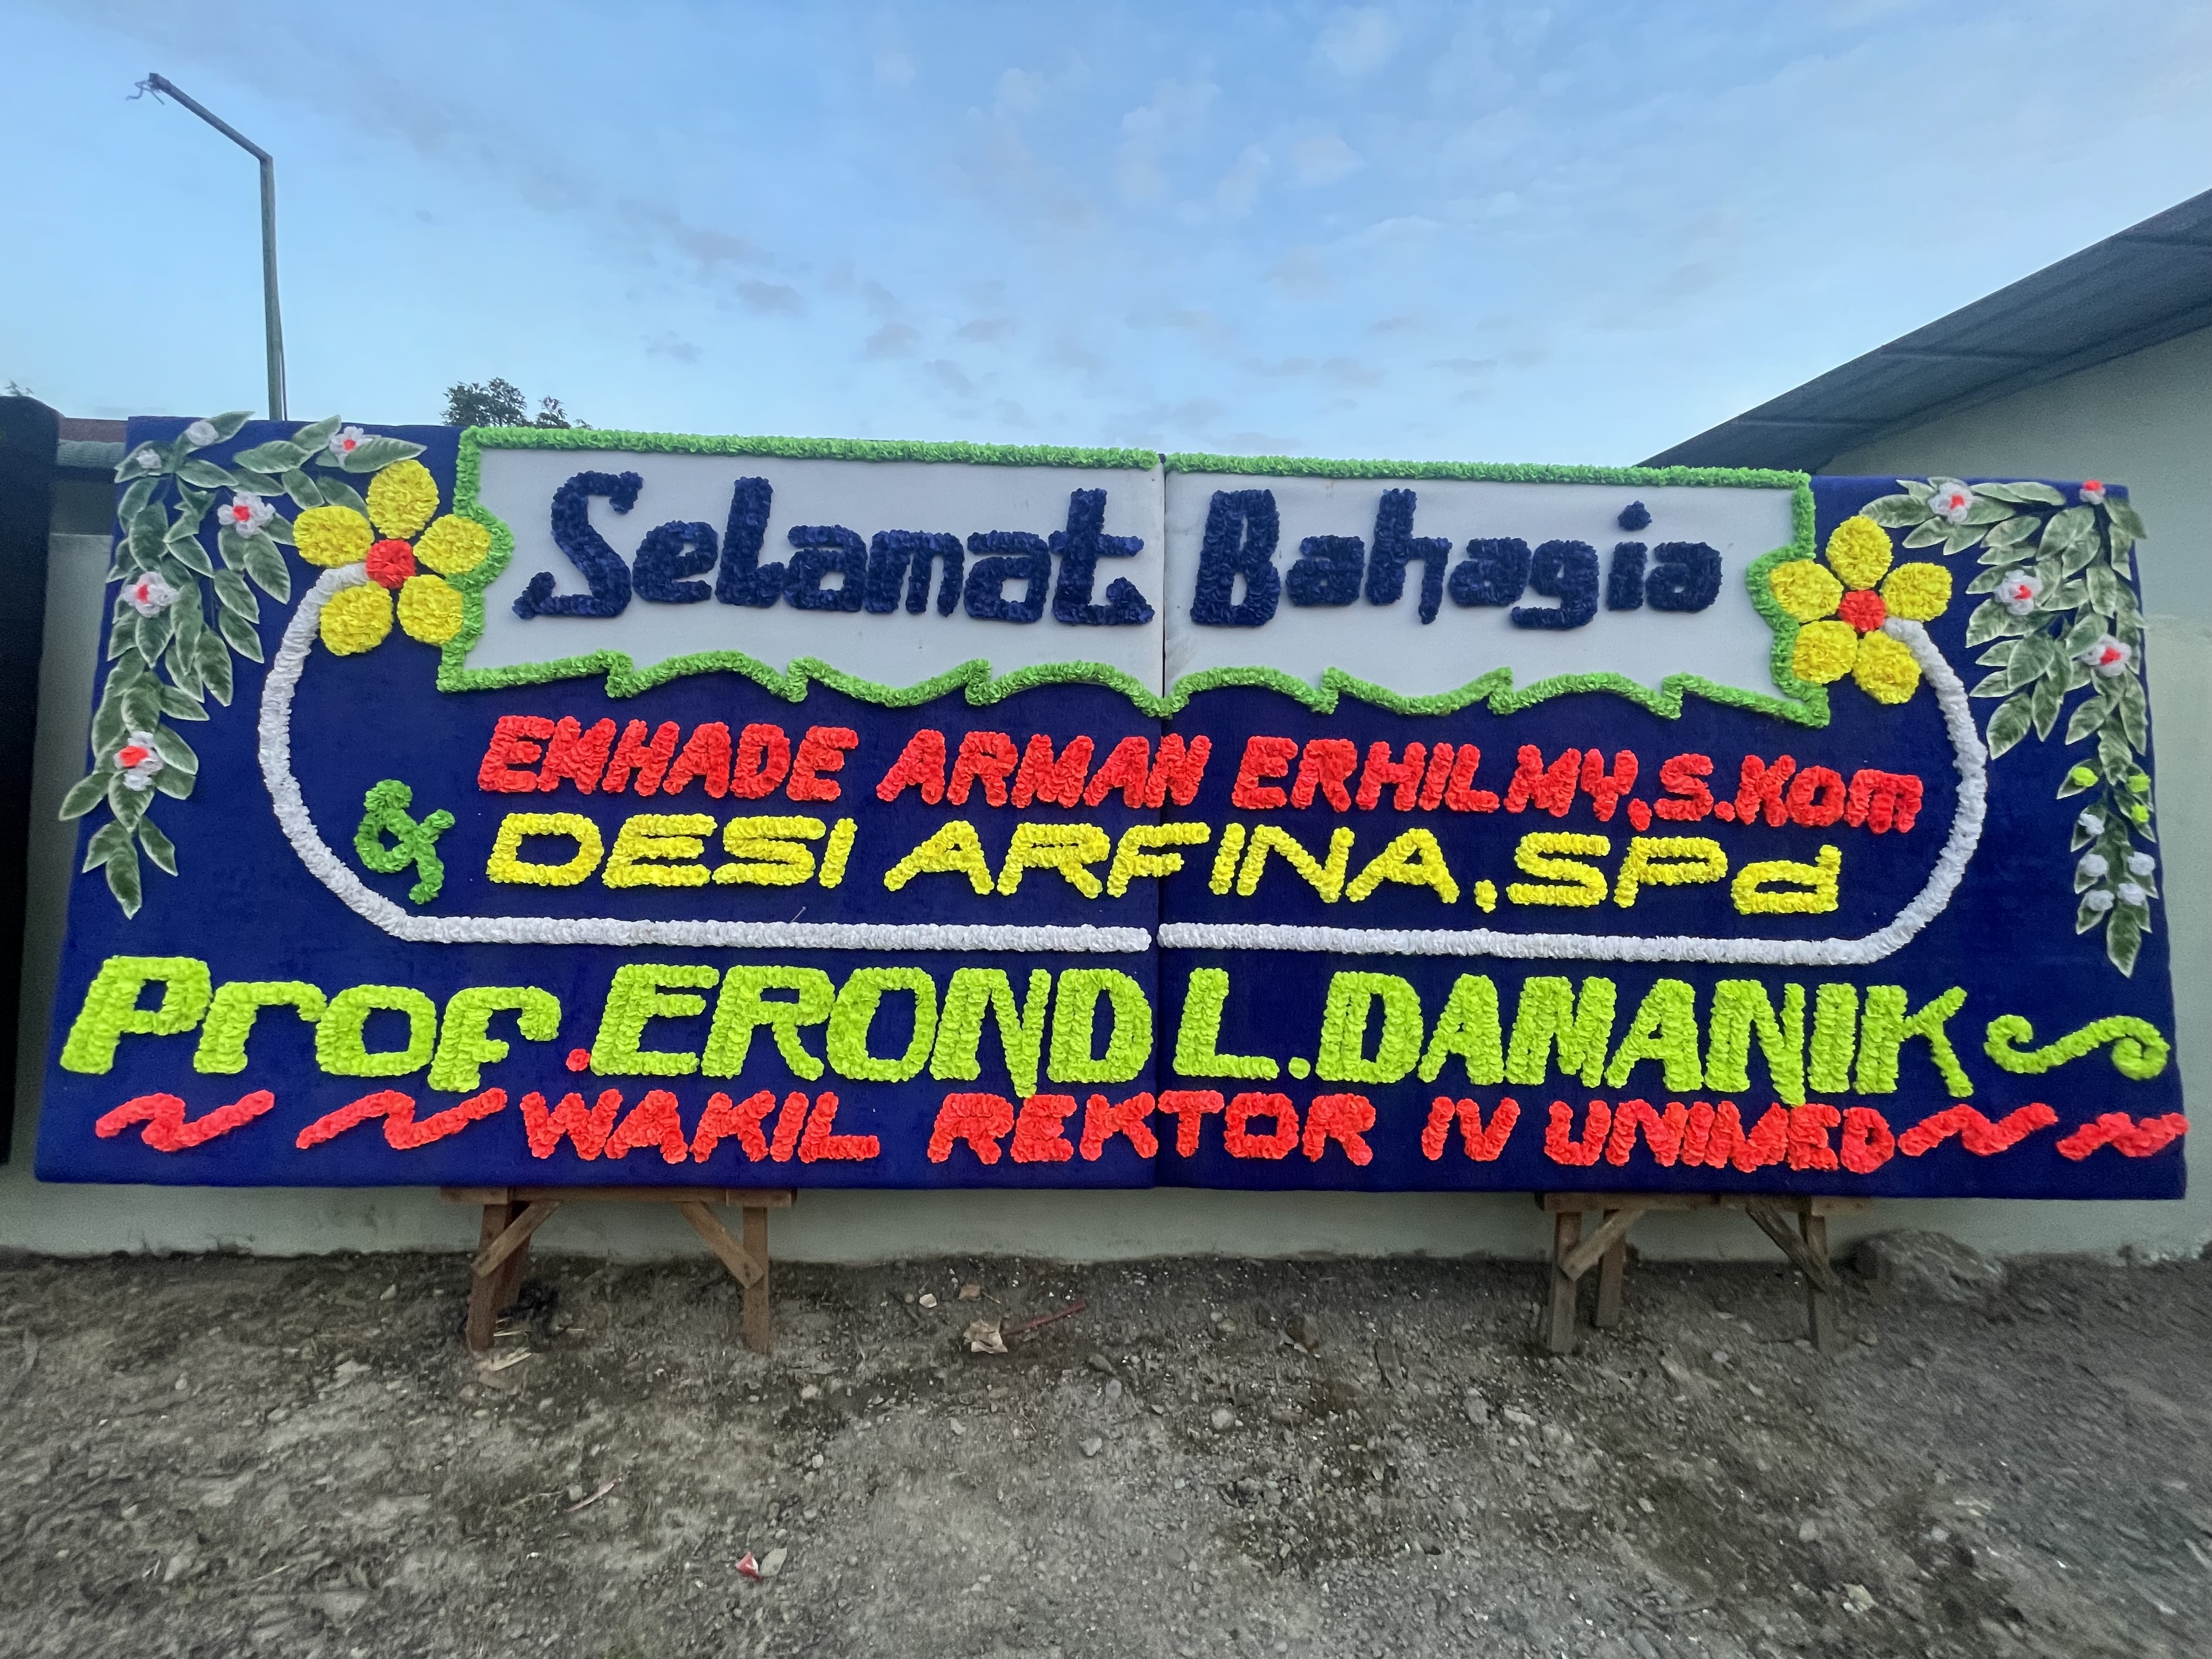 Selamat Bahagia
EMHADE ARMAN ERHILMY,S.Kom
& DESI ARFINA,SPd
Prof.EROND L.DAMANIK
WAKIL REKTOR IV UNIMED